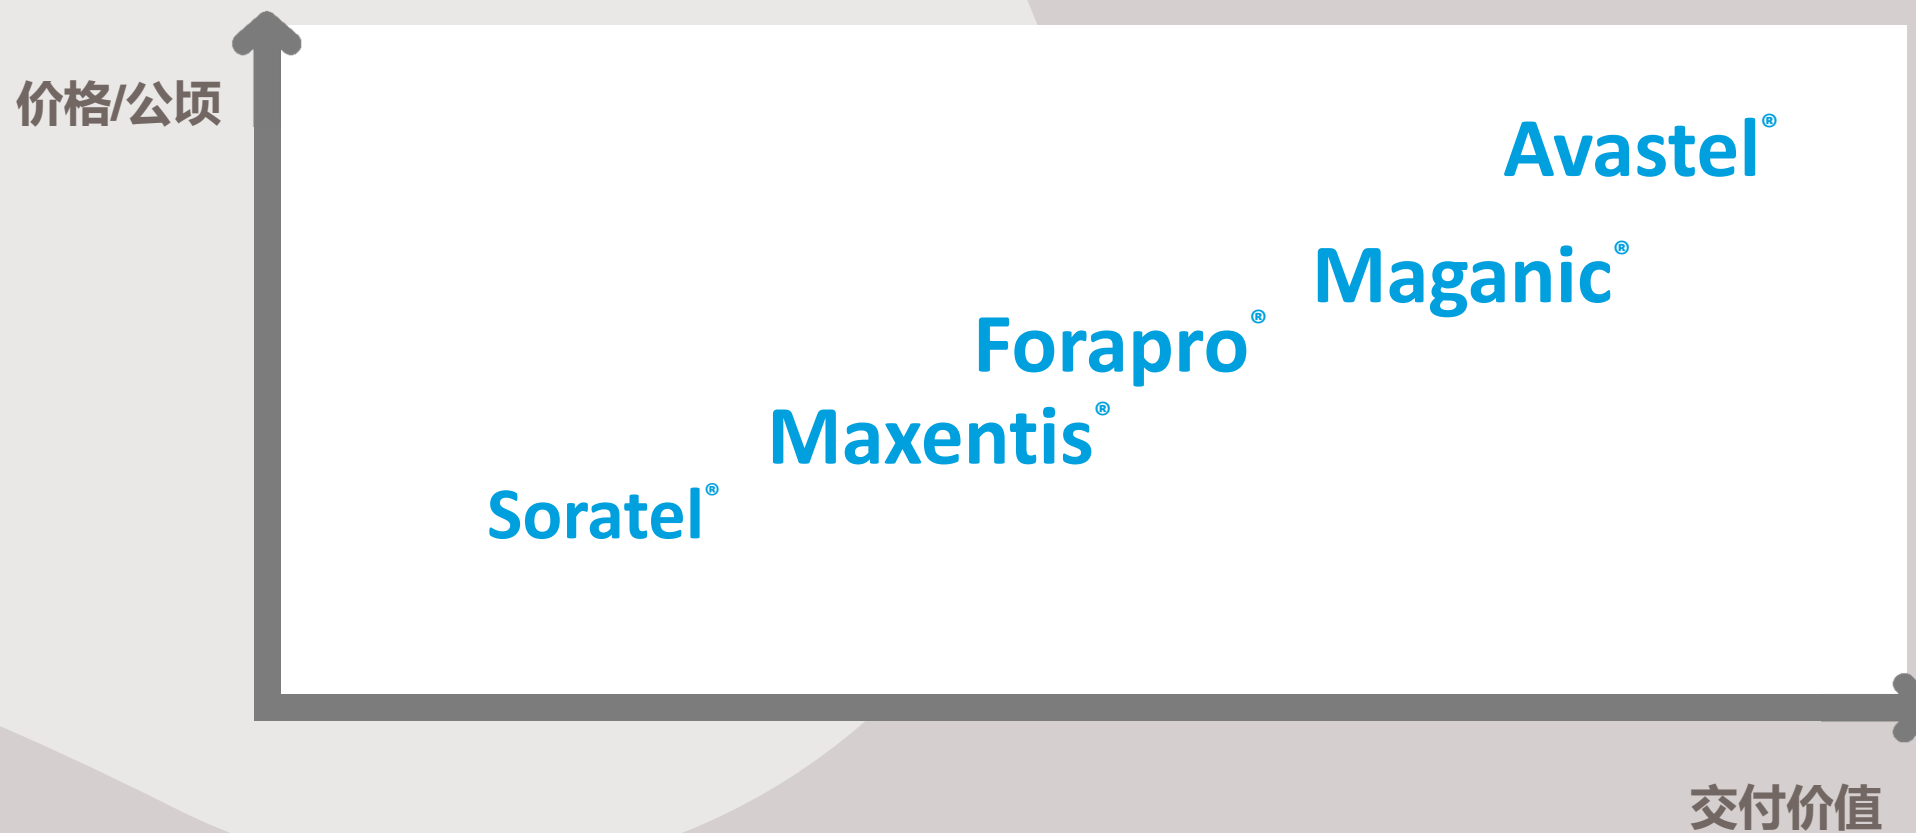 价格/公顷
Avastel®
Maganic®
Forapro®
Maxentis®
Soratel®
交付价值